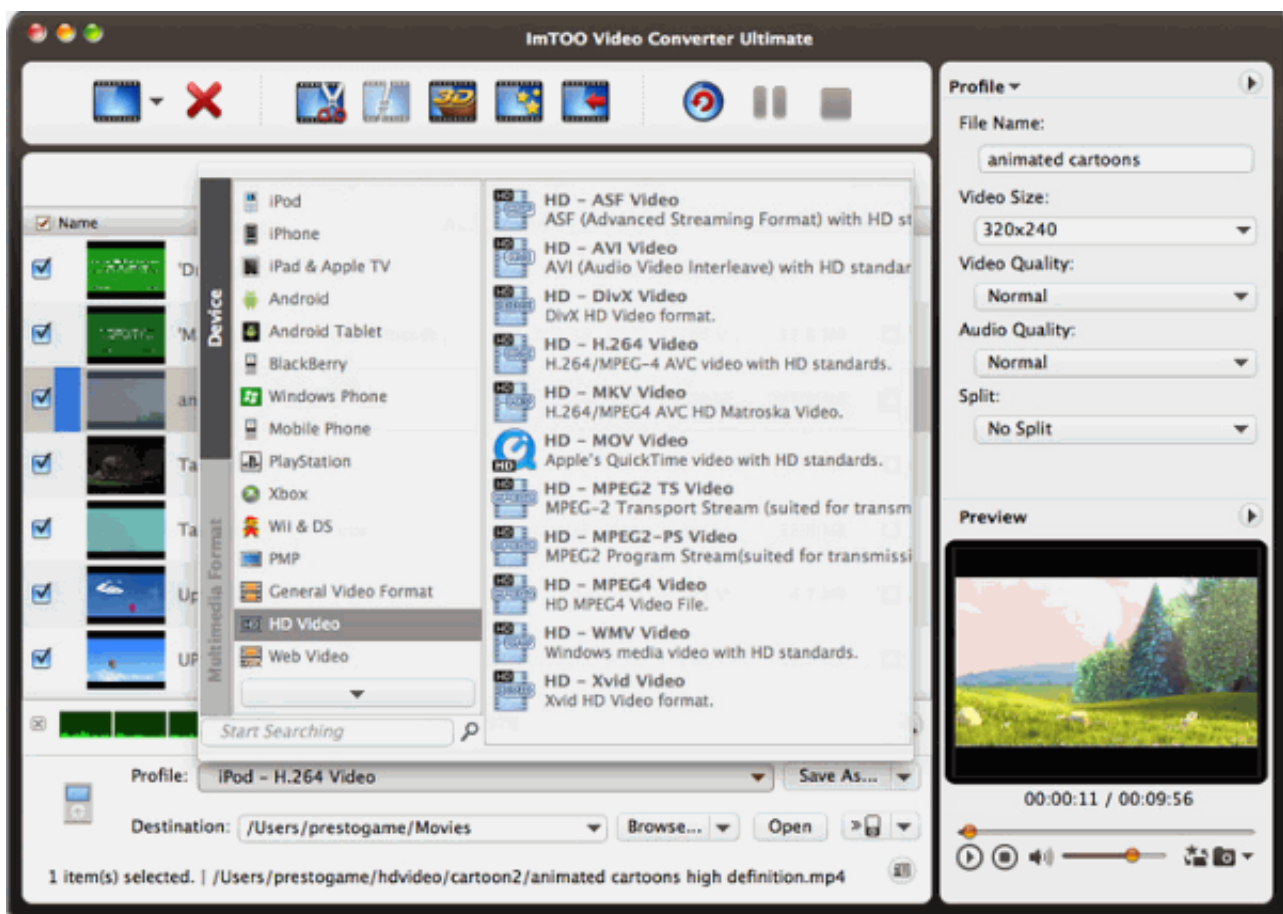 ImTOO Video Converter Ultimate
3D
Name
'D
'M
an
Ta
Ta
Up
UP
Device
Multimedia Format
iPod
iPhone
iPad & Apple TV
Android
Android Tablet
BlackBerry
Windows Phone
Mobile Phone
PlayStation
Xbox
Wii & DS
PMP
General Video Format
HD Video
Web Video
Start Searching
HD – ASF Video
ASF (Advanced Streaming Format) with HD st
HD – AVI Video
AVI (Audio Video Interleave) with HD standar
HD – DivX Video
DivX HD Video format.
HD – H.264 Video
H.264/MPEG-4 AVC video with HD standards.
HD – MKV Video
H.264/MPEG4 AVC HD Matroska Video.
HD – MOV Video
Apple's QuickTime video with HD standards.
HD – MPEG2 TS Video
MPEG-2 Transport Stream (suited for transm
HD – MPEG2-PS Video
MPEG2 Program Stream(suited for transmissi
HD – MPEG4 Video
HD MPEG4 Video File.
HD – WMV Video
Windows media video with HD standards.
HD – Xvid Video
Xvid HD Video format.
Profile: iPod – H.264 Video Save As...
Destination: /Users/prestogame/Movies Browse... Open
1 item(s) selected. | /Users/prestogame/hdvideo/cartoon2/animated cartoons high definition.mp4
Profile
File Name:
animated cartoons
Video Size:
320x240
Video Quality:
Normal
Audio Quality:
Normal
Split:
No Split
Preview
00:00:11 / 00:09:56